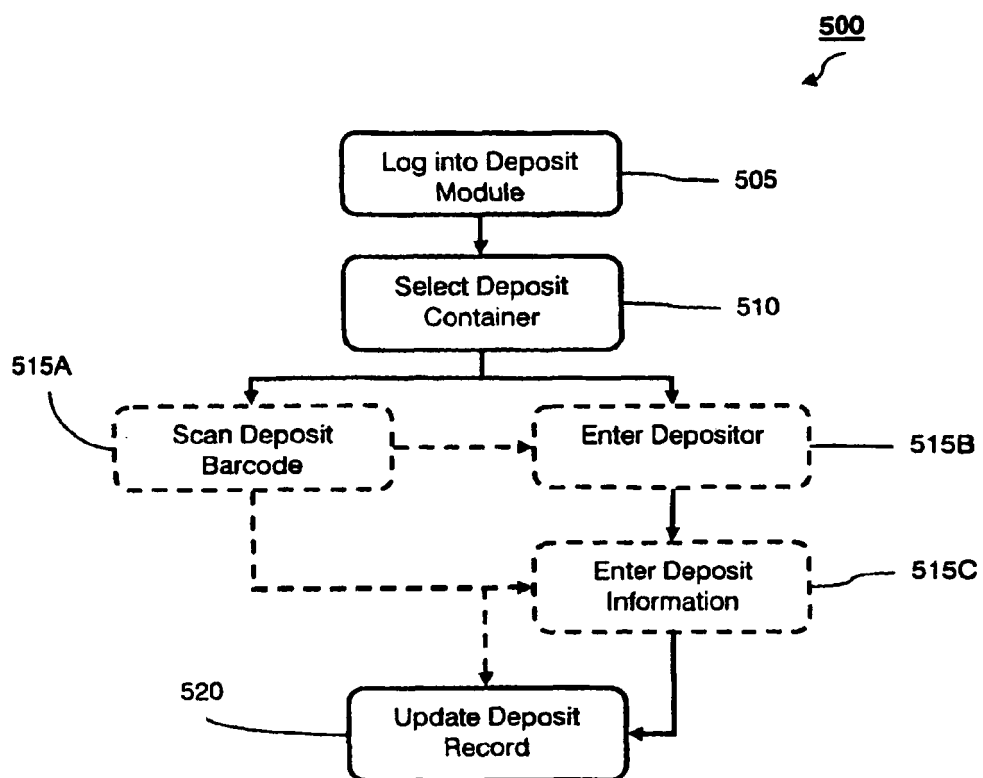 500
Log into Deposit
Module
505
Select Deposit
Container
510
515A
Scan Deposit
Barcode
Enter Depositor
515B
Enter Deposit
Information
515C
520
Update Deposit
Record